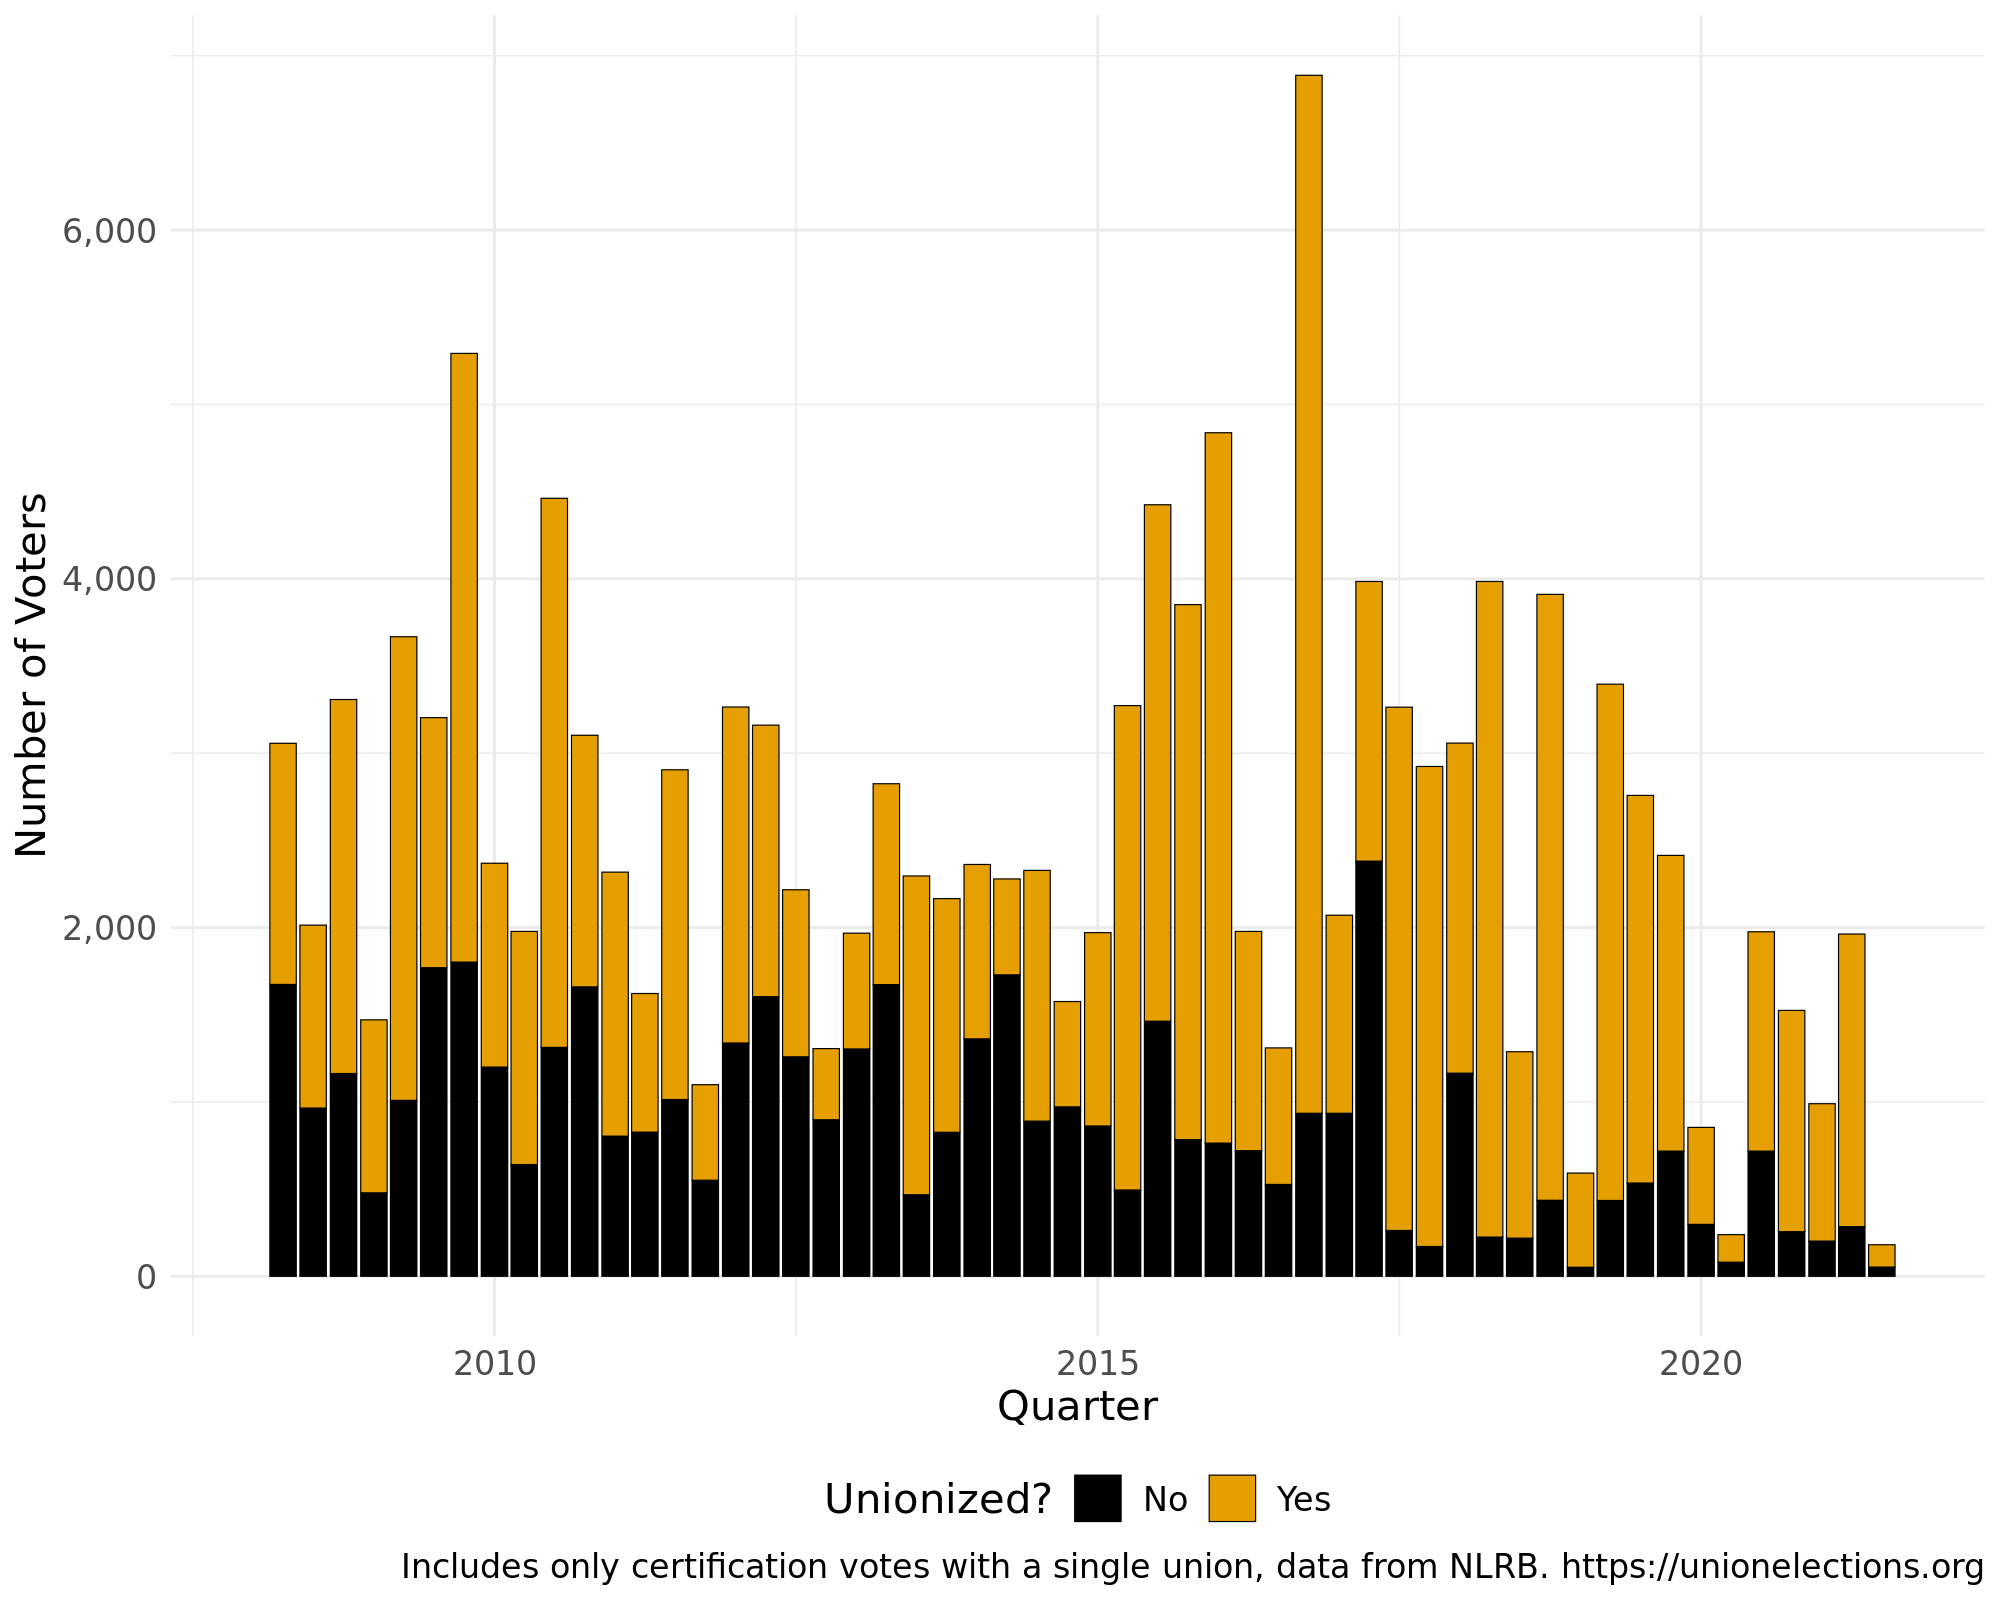 6,000
4,000
2,000
0
Number of Voters
2010 2015 2020
Quarter
Unionized? No Yes
Includes only certification votes with a single union, data from NLRB. https://unionelections.org